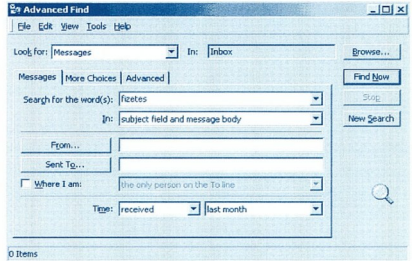 Advanced Find
File Edit View Tools Help
Look for: Messages In: Inbox Browse...
Messages More Choices Advanced Find Now
Search for the word(s): fizetes Stop
In: subject field and message body New Search
From...
Sent To...
Where I am: the only person on the To line
Time: received last month
0 Items